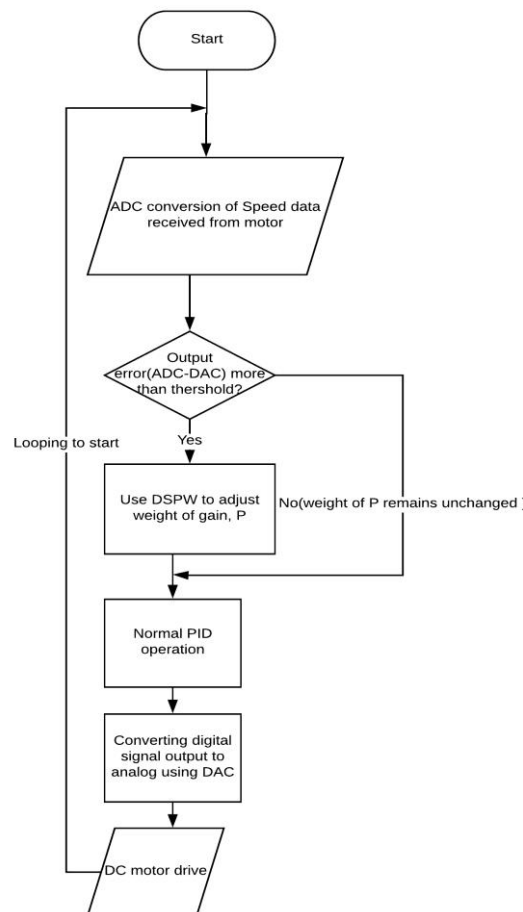 Start
ADC conversion of Speed data
received from motor
Output
error(ADC-DAC) more
than thershold?
Looping to start
Yes
Use DSPW to adjust
weight of gain, P
No(weight of P remains unchanged )
Normal PID
operation
Converting digital
signal output to
analog using DAC
DC motor drive